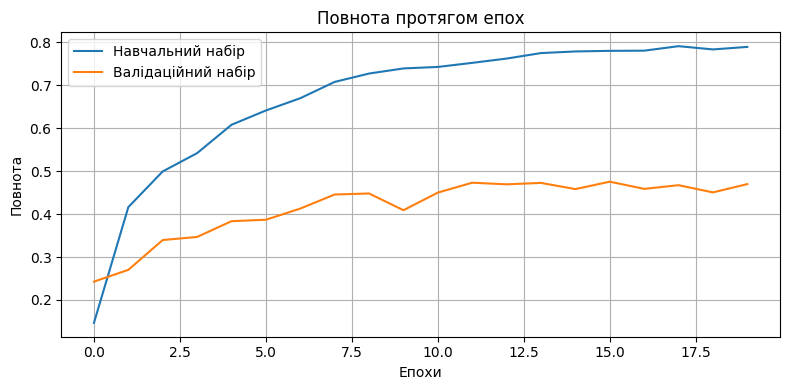 Повнота протягом епох
Навчальний набір
Валідаційний набір
Повнота
0.8
0.7
0.6
0.5
0.4
0.3
0.2
0.0 2.5 5.0 7.5 10.0 12.5 15.0 17.5
Епохи